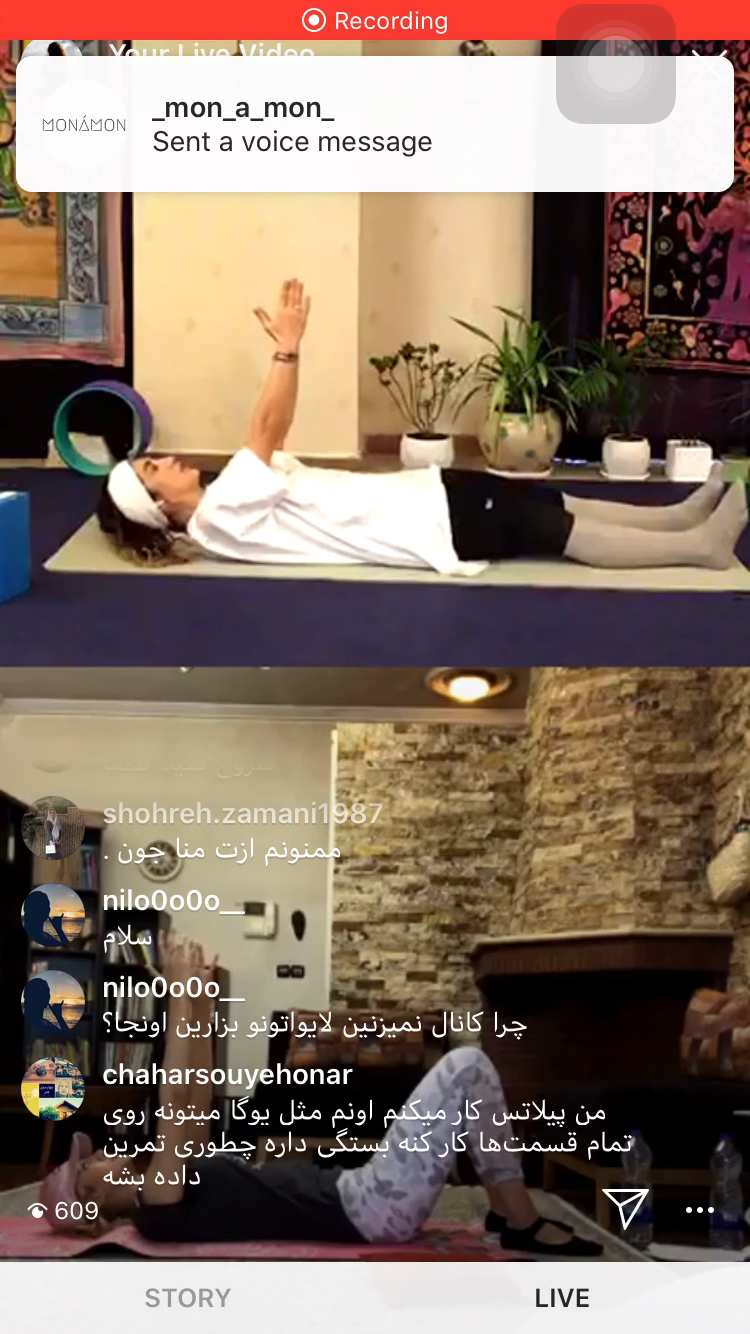 Recording
Your Live Video
MONÁMON
_mon_a_mon_
Sent a voice message
shohreh.zamani1987
ممنونم ازت منا جون .
nilo0o0o__
سلام
nilo0o0o__
چرا کانال نمیزنین لایواتونو بزارین اونجا؟
chaharsouyehonar
من پیلاتس کار میکنم اونم مثل یوگا میتونه روی
تمام قسمت‌ها کار کنه بستگی داره چطوری تمرین
داده بشه
609
STORY
LIVE